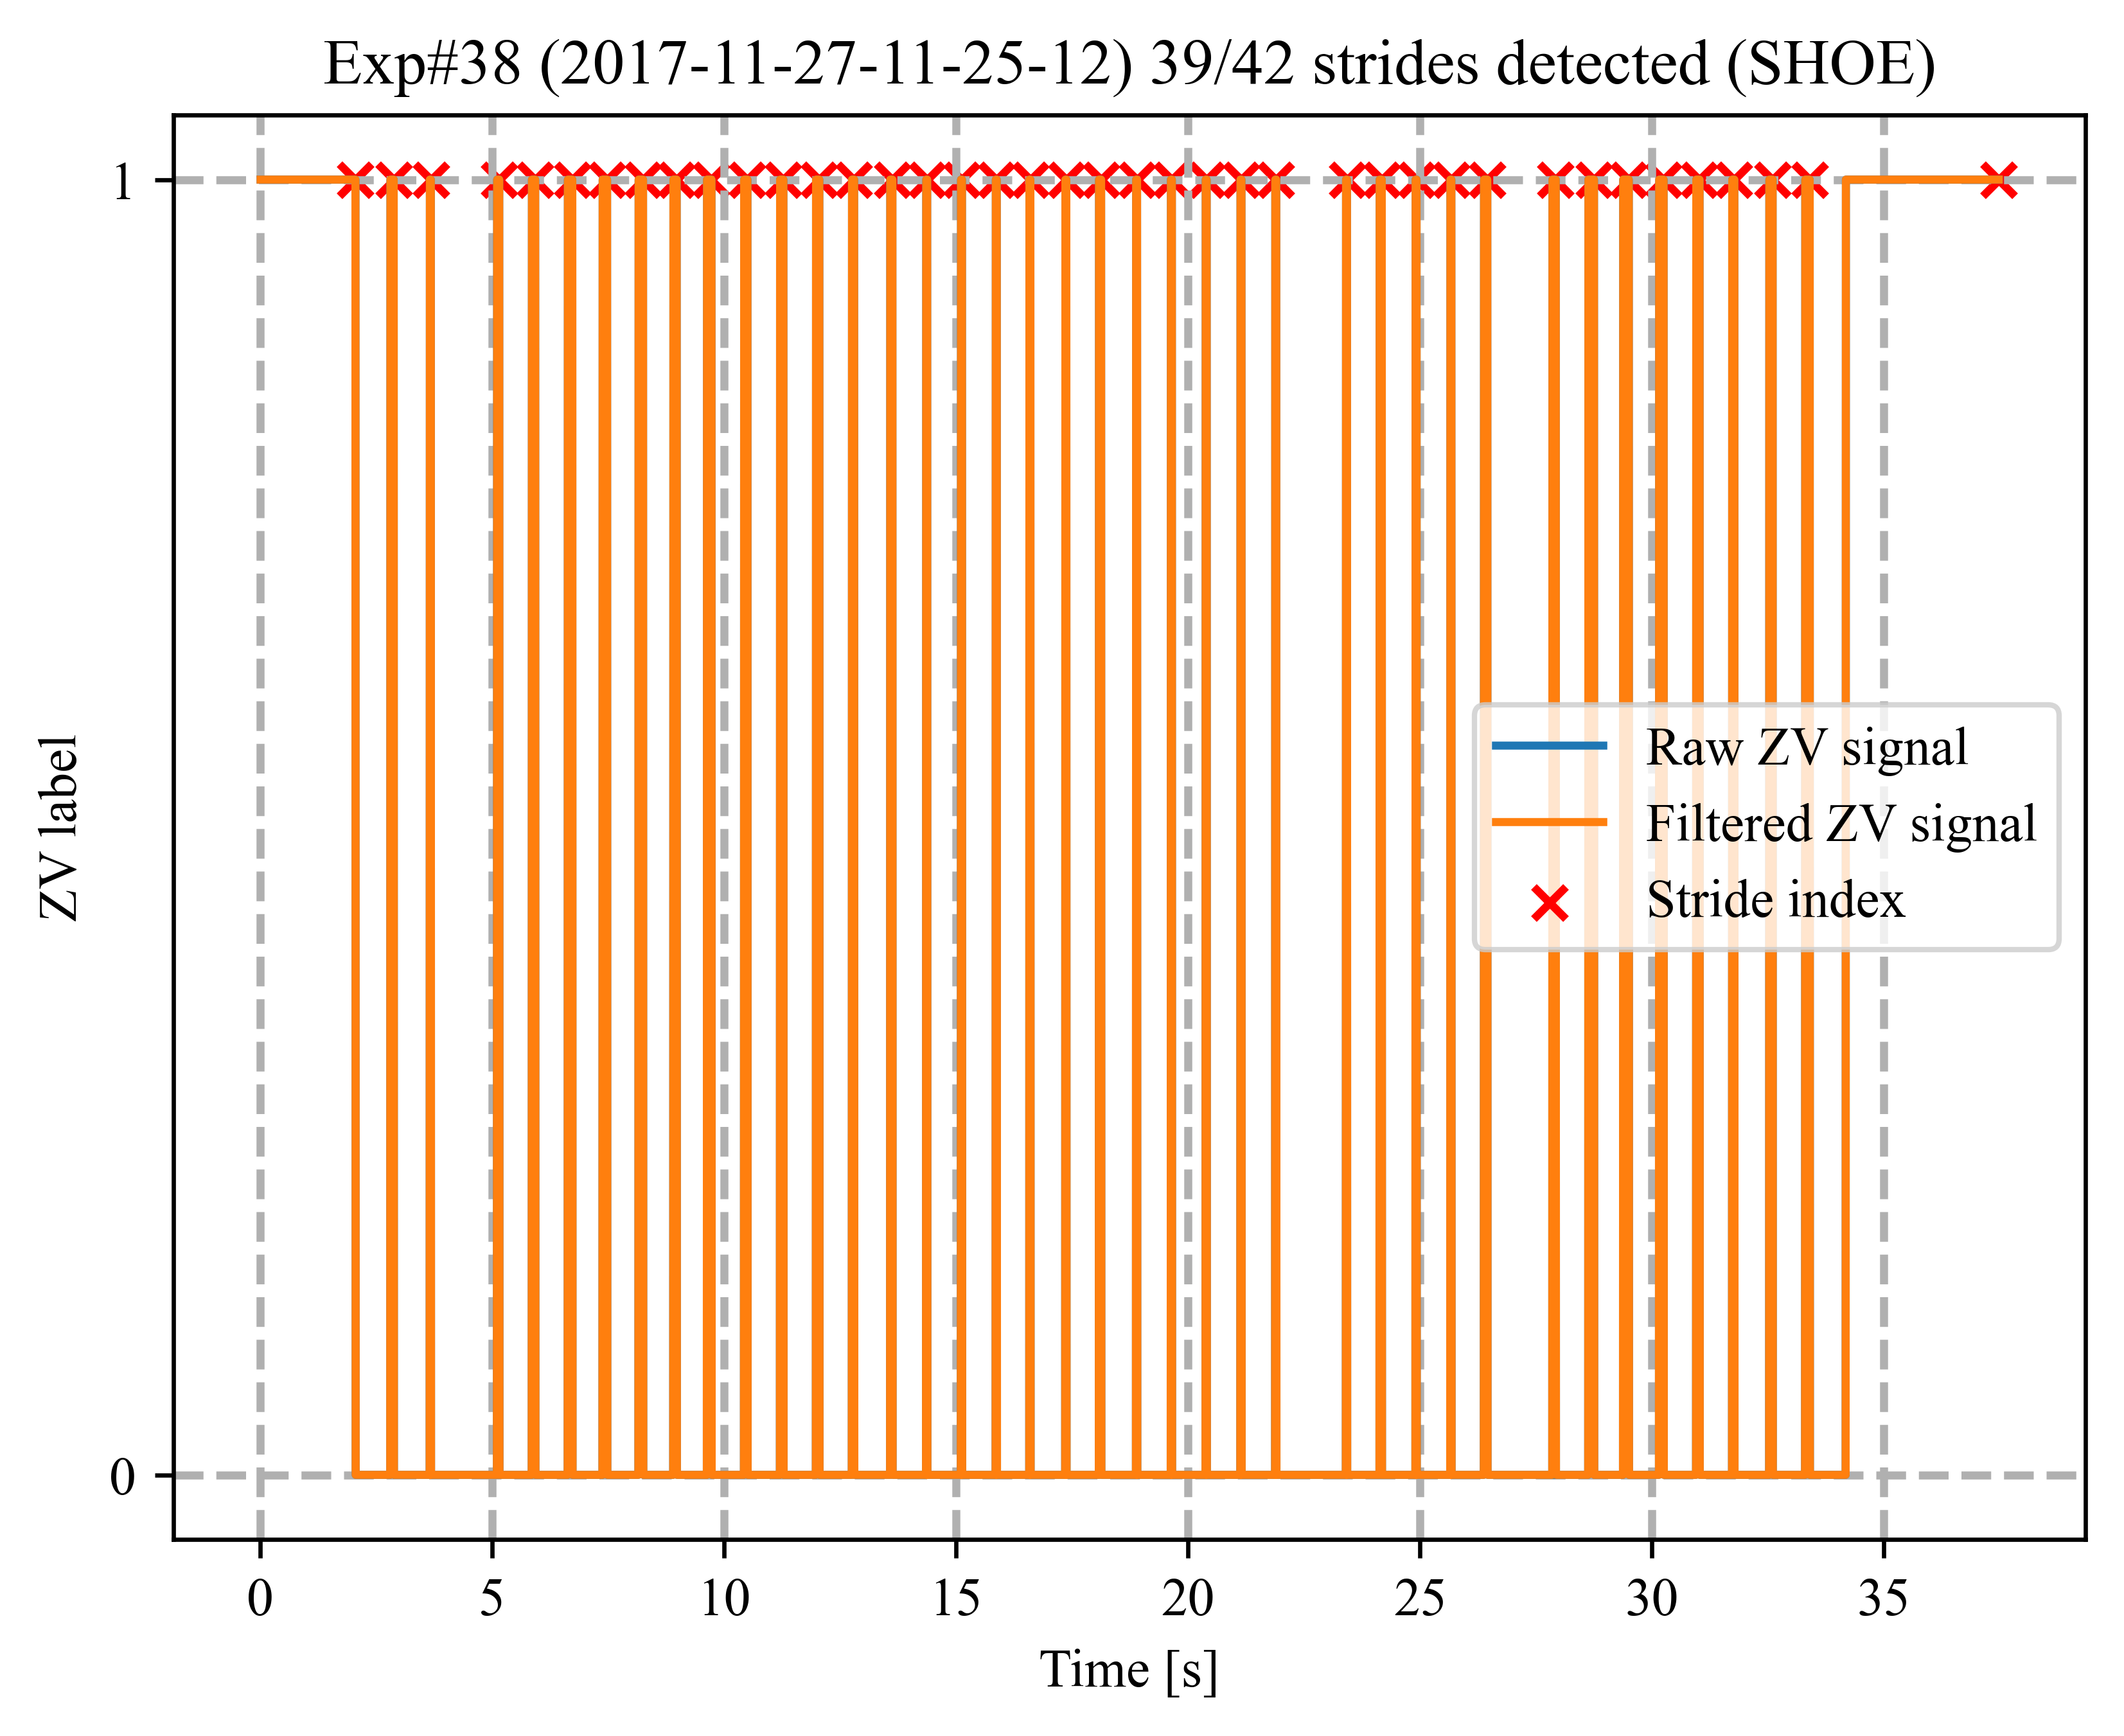 Exp#38 (2017-11-27-11-25-12) 39/42 strides detected (SHOE)
1
ZV label
Raw ZV signal
Filtered ZV signal
Stride index
0
0 5 10 15 20 25 30 35
Time [s]